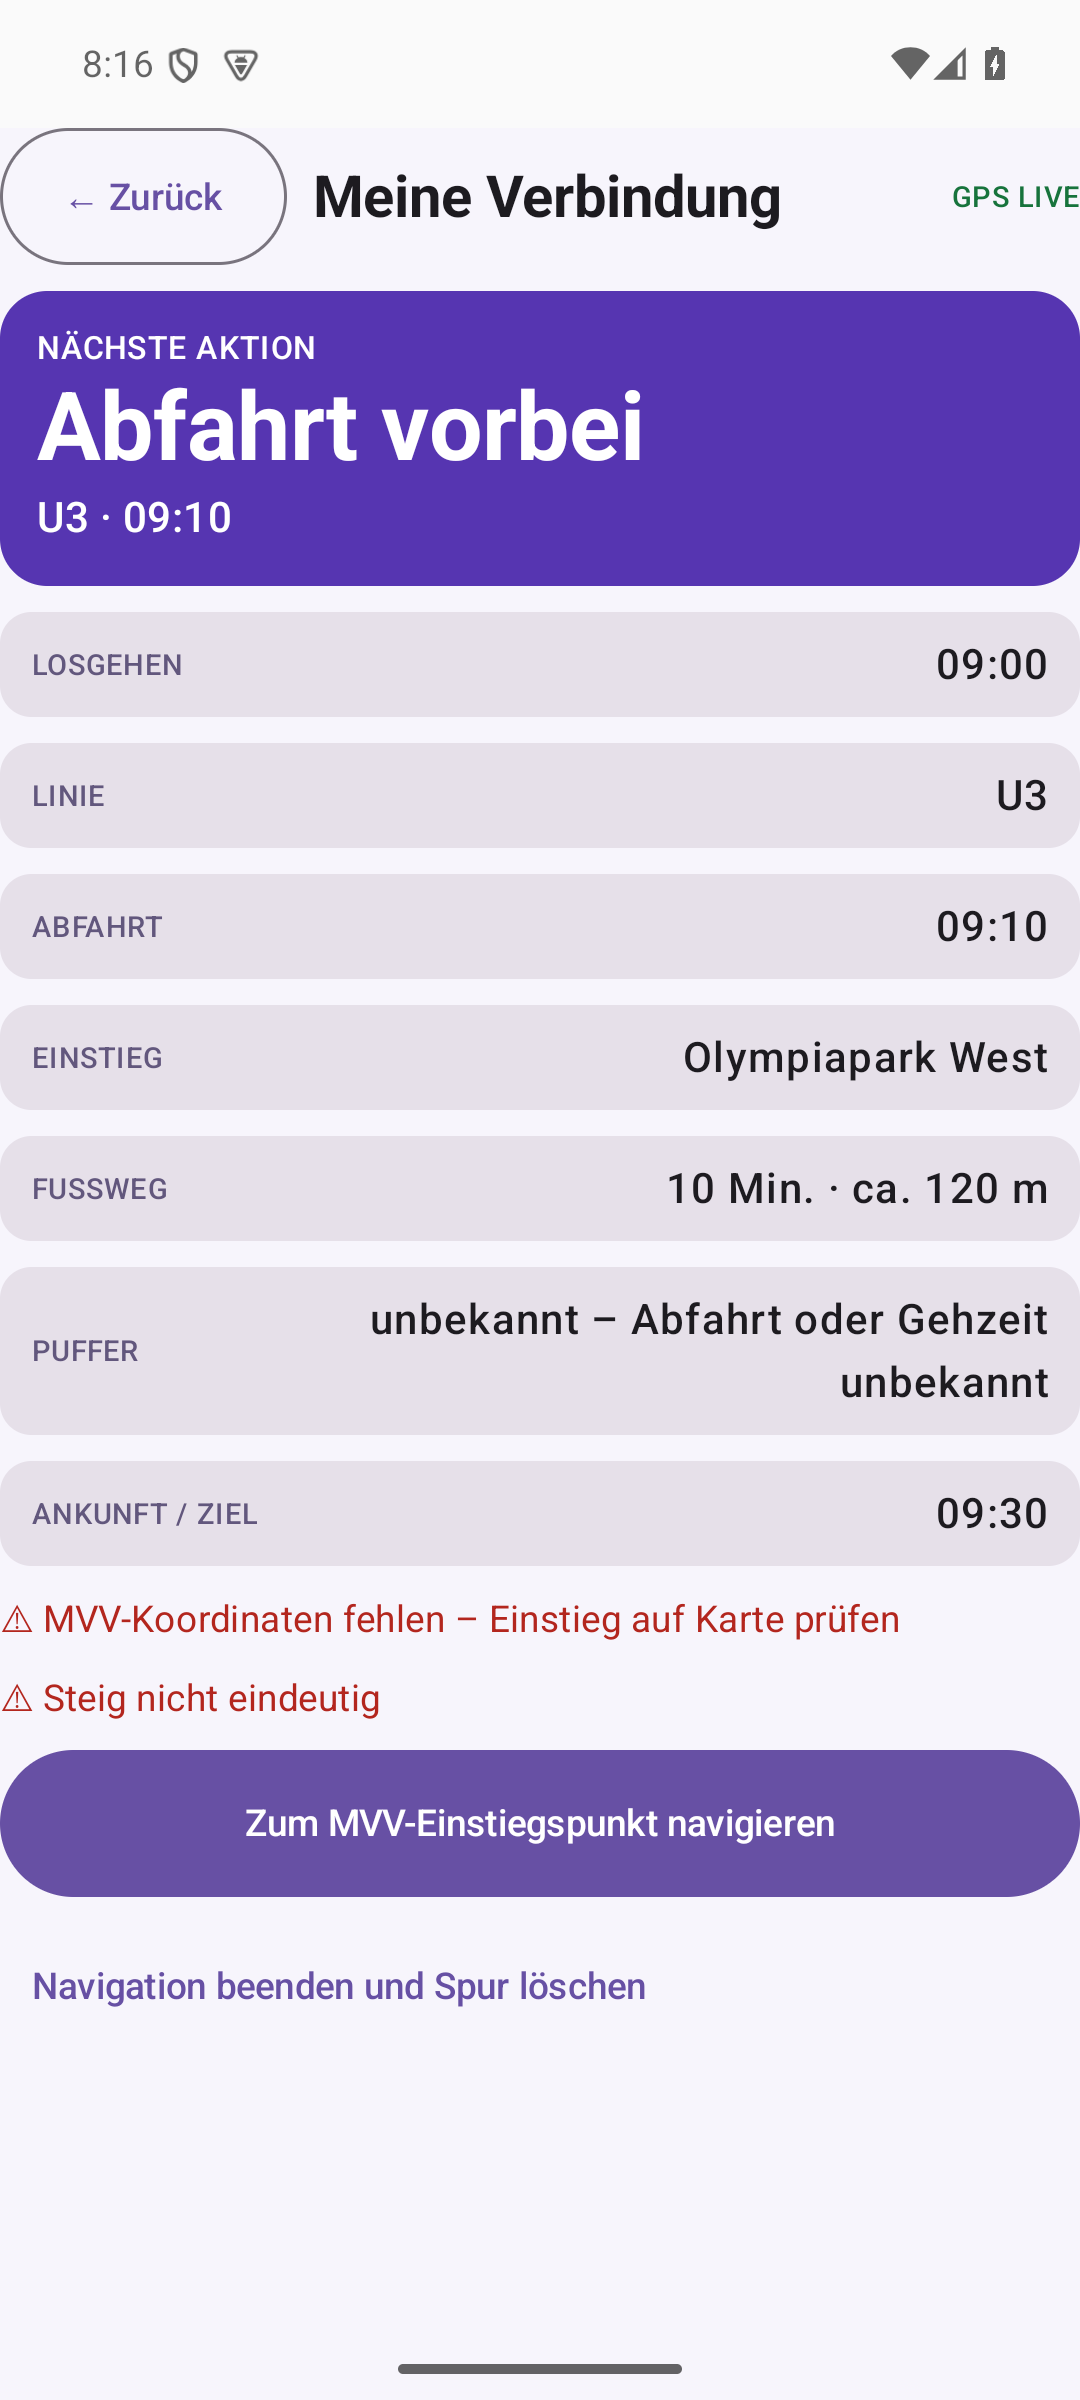 8:16
← Zurück
Meine Verbindung
GPS LIVE
NÄCHSTE AKTION
Abfahrt vorbei
U3 · 09:10
LOSGEHEN
09:00
LINIE
U3
ABFAHRT
09:10
EINSTIEG
Olympiapark West
FUSSWEG
10 Min. · ca. 120 m
PUFFER
unbekannt – Abfahrt oder Gehzeit
unbekannt
ANKUNFT / ZIEL
09:30
⚠ MVV-Koordinaten fehlen – Einstieg auf Karte prüfen
⚠ Steig nicht eindeutig
Zum MVV-Einstiegspunkt navigieren
Navigation beenden und Spur löschen